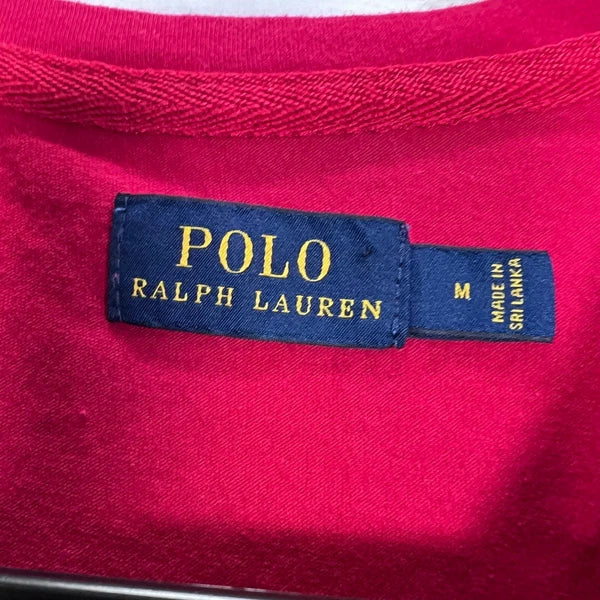 POLO
RALPH LAUREN
M
MADE IN
SRI LANKA